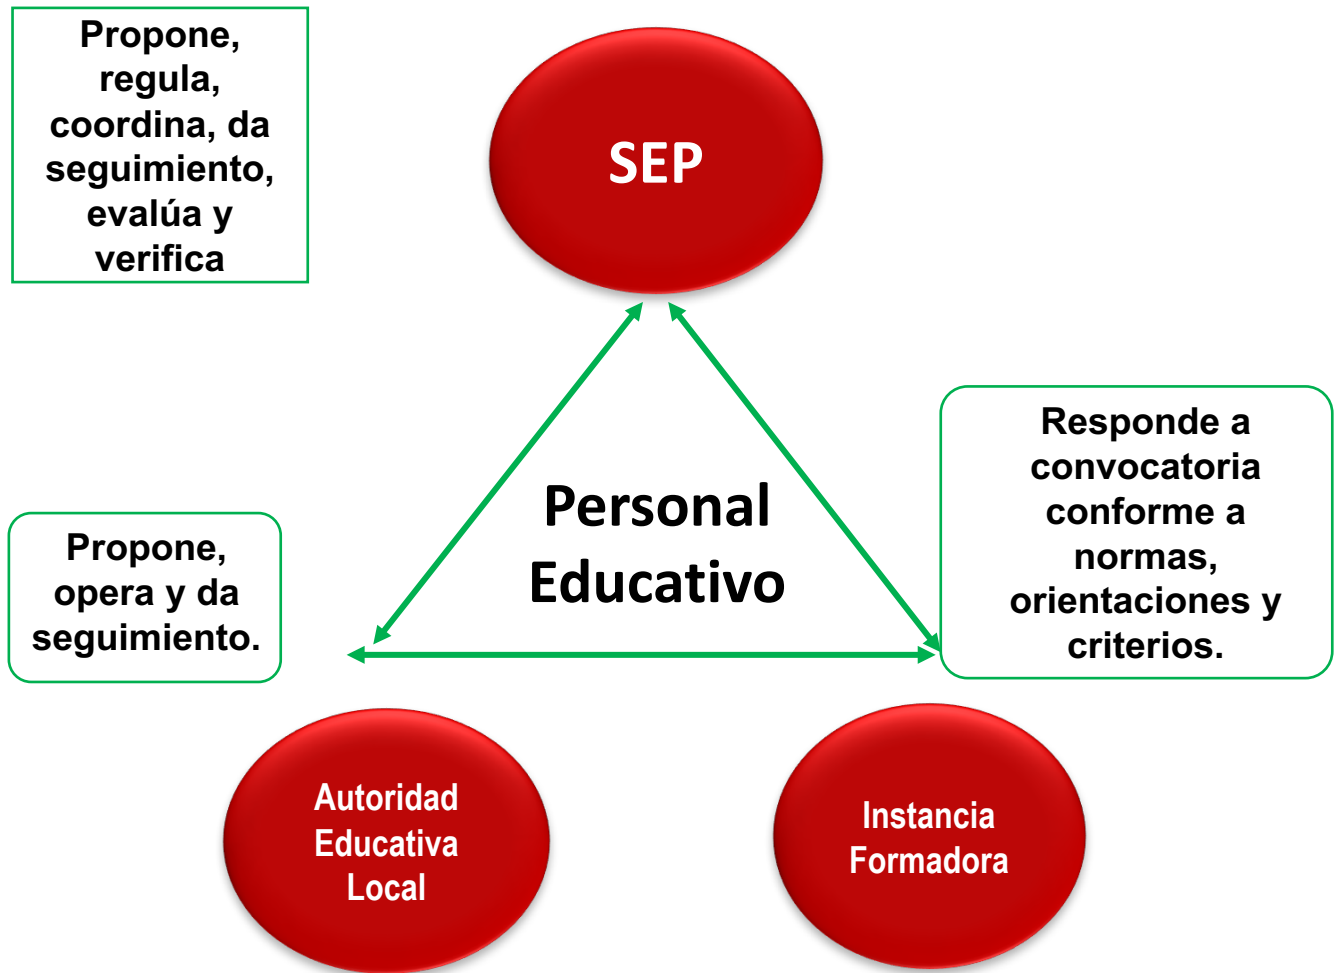 Propone,
regula,
coordina, da
seguimiento,
evalúa y
verifica
SEP
Personal
Educativo
Propone,
opera y da
seguimiento.
Responde a
convocatoria
conforme a
normas,
orientaciones y
criterios.
Autoridad
Educativa
Local
Instancia
Formadora